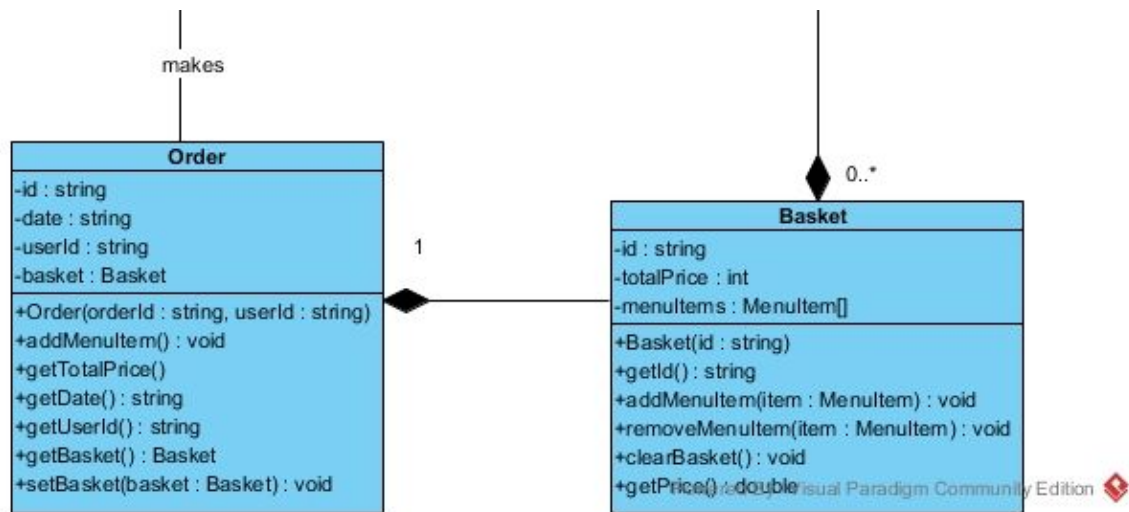 makes
Order
-id : string
-date : string
-userId : string
-basket : Basket
+Order(orderId : string, userId : string)
+addMenuItem() : void
+getTotalPrice()
+getDate() : string
+getUserId() : string
+getBasket() : Basket
+setBasket(basket : Basket) : void
1
0..*
Basket
-id : string
-totalPrice : int
-menuItems : MenuItem[]
+Basket(id : string)
+getId() : string
+addMenuItem(item : MenuItem) : void
+removeMenuItem(item : MenuItem) : void
+clearBasket() : void
+getPrice() : double
Visual Paradigm Community Edition